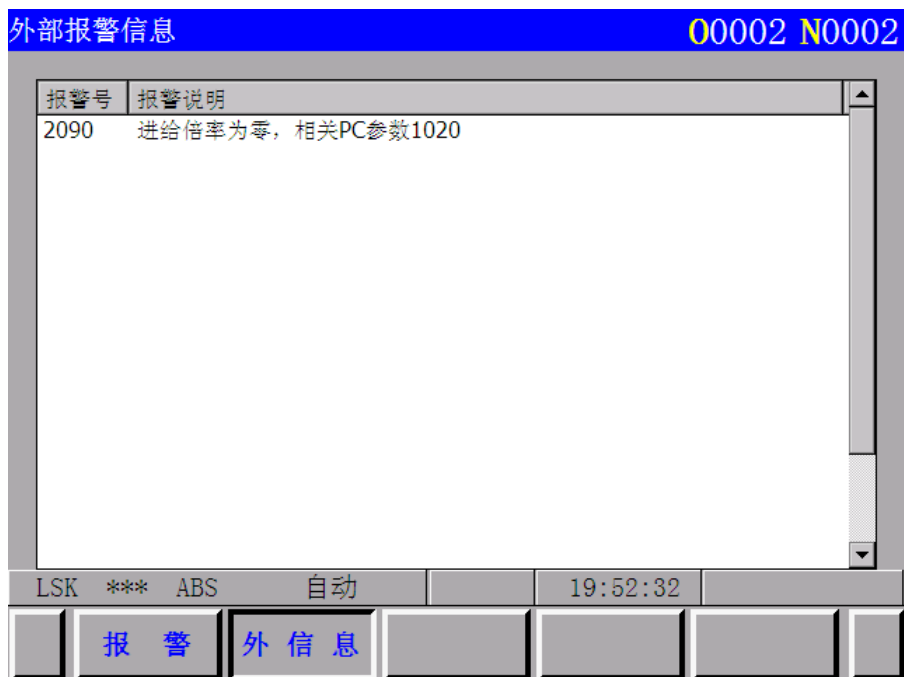 外部报警信息 O0002 N0002
报警号 报警说明
2090 进给倍率为零，相关PC参数1020
LSK *** ABS 自动 19:52:32
报 警 外 信 息